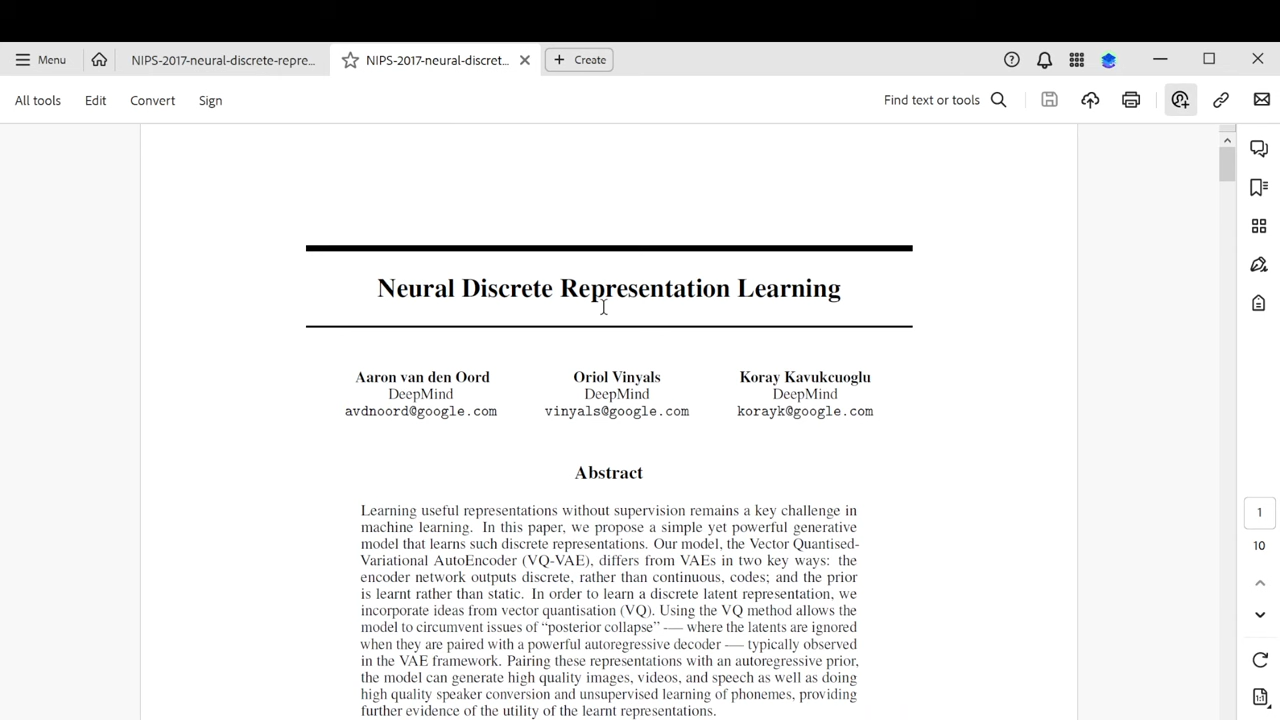 Menu
NIPS-2017-neural-discrete-repre...
NIPS-2017-neural-discret...
Create
All tools
Edit
Convert
Sign
Find text or tools
Neural Discrete Representation Learning
Aaron van den Oord
Oriol Vinyals
Koray Kavukcuoglu
DeepMind
DeepMind
DeepMind
avdnoord@google.com
vinyals@google.com
korayk@google.com
Abstract
Learning useful representations without supervision remains a key challenge in
machine learning. In this paper, we propose a simple yet powerful generative
model that learns such discrete representations. Our model, the Vector Quantised-
Variational AutoEncoder (VQ-VAE), differs from VAEs in two key ways: the
encoder network outputs discrete, rather than continuous, codes; and the prior
is learnt rather than static. In order to learn a discrete latent representation, we
incorporate ideas from vector quantisation (VQ). Using the VQ method allows the
model to circumvent issues of “posterior collapse” -— where the latents are ignored
when they are paired with a powerful autoregressive decoder -— typically observed
in the VAE framework. Pairing these representations with an autoregressive prior,
the model can generate high quality images, videos, and speech as well as doing
high quality speaker conversion and unsupervised learning of phonemes, providing
further evidence of the utility of the learnt representations.
1
10